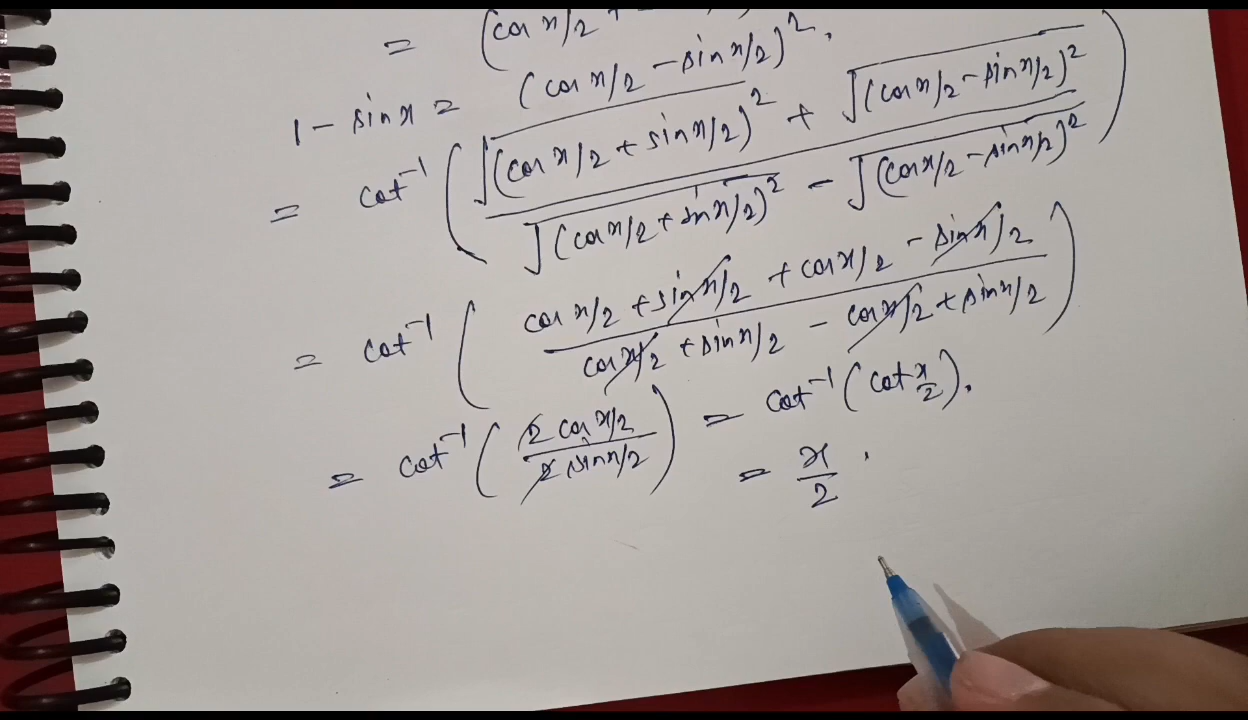 = (cos x/2 +
1 - sin x = (cos x/2 - sin x/2)².
= cot⁻¹ ( √(cos x/2 + sin x/2)² + √(cos x/2 - sin x/2)² / √(cos x/2 + sin x/2)² - √(cos x/2 - sin x/2)² )
= cot⁻¹ ( cos x/2 + sin x/2 + cos x/2 - sin x/2 / cos x/2 + sin x/2 - cos x/2 + sin x/2 )
= cot⁻¹ ( 2 cos x/2 / 2 sin x/2 ) = cot⁻¹ ( cot x/2 ).
= x/2 .